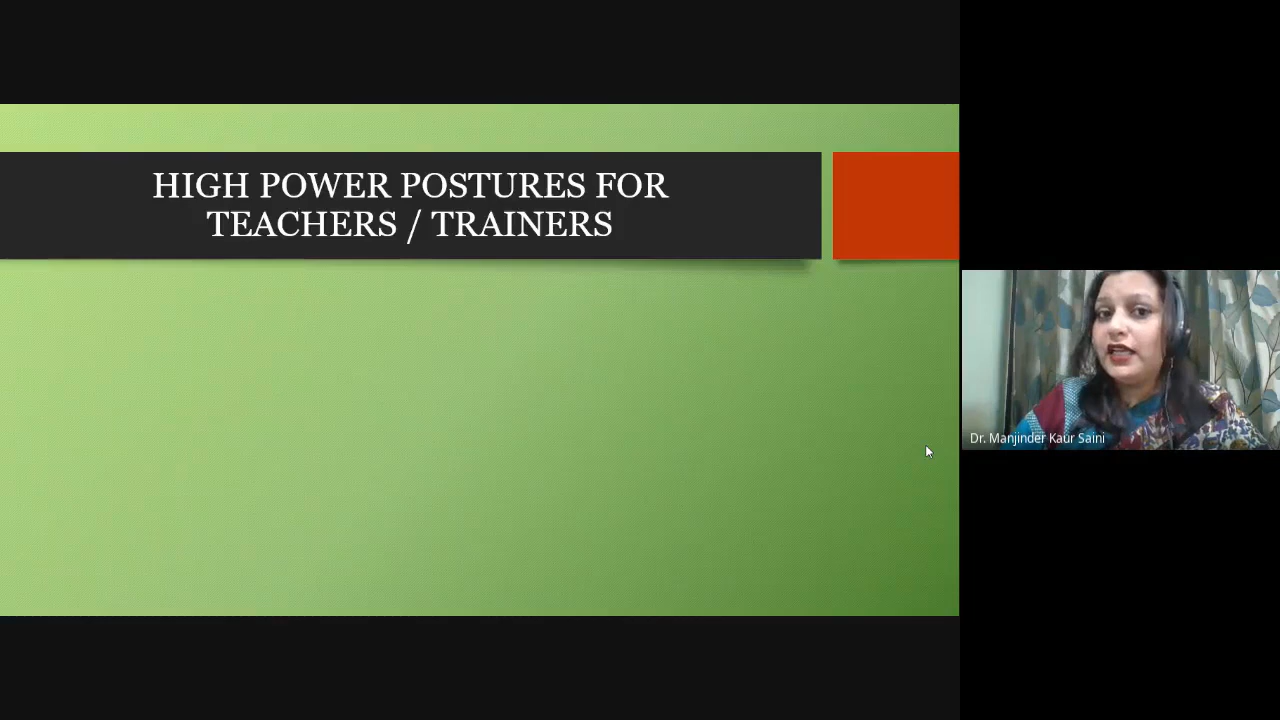 HIGH POWER POSTURES FOR
TEACHERS / TRAINERS
Dr. Manjinder Kaur Saini